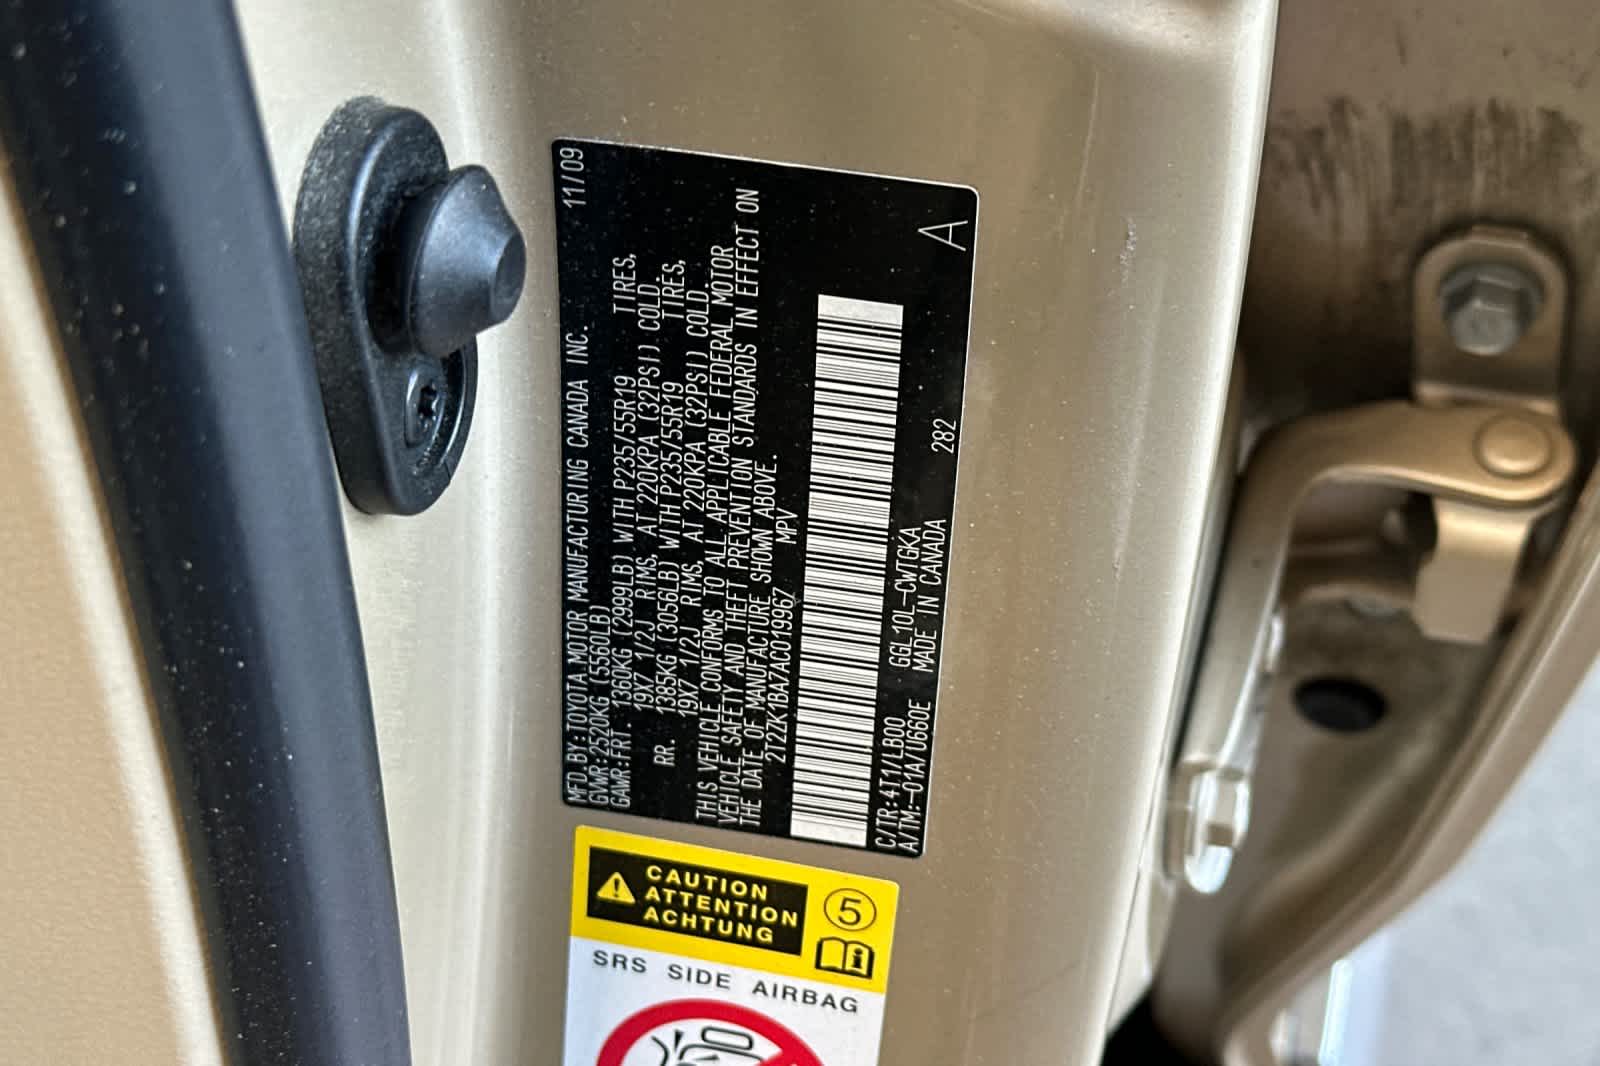 MFD.BY:TOYOTA MOTOR MANUFACTURING CANADA INC. 11/09
GVWR:2520KG (5560LB)
GAWR:FRT. 1360KG (2999LB) WITH P235/55R19 TIRES,
19X7 1/2J RIMS, AT 220KPA (32PSI) COLD.
RR. 1385KG (3056LB) WITH P235/55R19 TIRES,
19X7 1/2J RIMS, AT 220KPA (32PSI) COLD.
THIS VEHICLE CONFORMS TO ALL APPLICABLE FEDERAL MOTOR
VEHICLE SAFETY AND THEFT PREVENTION STANDARDS IN EFFECT ON
THE DATE OF MANUFACTURE SHOWN ABOVE.
2T2ZK1BA7AC019967 MPV
A
C/TR:4T1/LB00 GGL10L-CWTGKA
A/TM:-01A/U660E MADE IN CANADA 282
CAUTION
ATTENTION
ACHTUNG
5
SRS SIDE AIRBAG